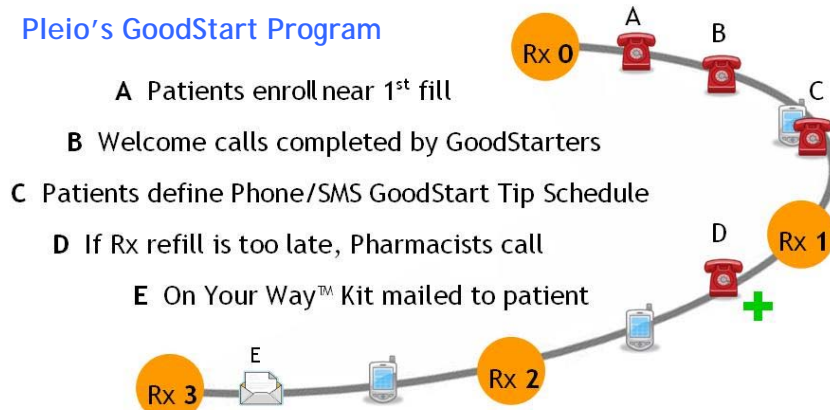 Pleio's GoodStart Program
A Patients enroll near 1st fill
B Welcome calls completed by GoodStarters
C Patients define Phone/SMS GoodStart Tip Schedule
D If Rx refill is too late, Pharmacists call
E On Your Way™ Kit mailed to patient
Rx 0
A
B
C
Rx 1
D
Rx 2
E
Rx 3